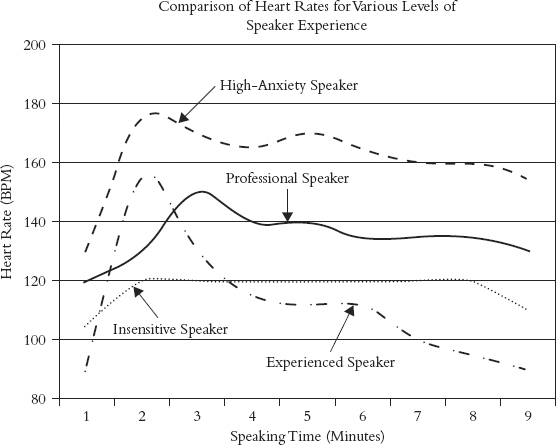 Comparison of Heart Rates for Various Levels of
Speaker Experience
Heart Rate (BPM)
200
180
160
140
120
100
80
High-Anxiety Speaker
Professional Speaker
Insensitive Speaker
Experienced Speaker
1 2 3 4 5 6 7 8 9
Speaking Time (Minutes)